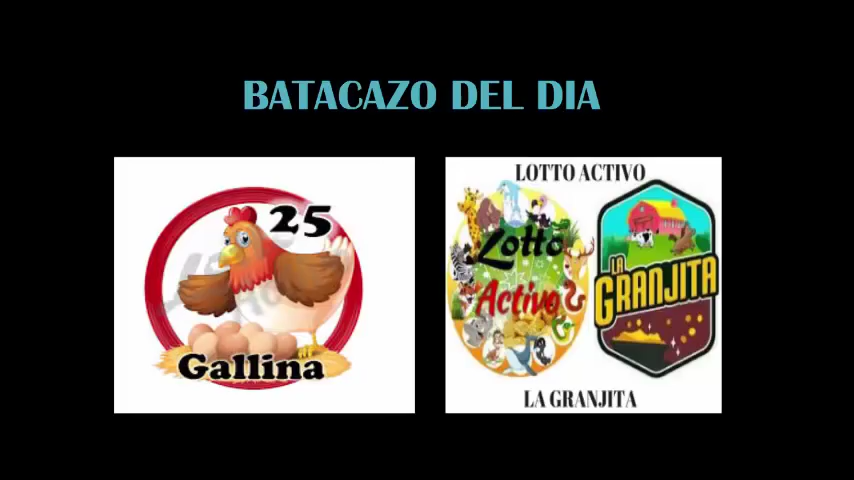 BATACAZO DEL DIA
25
Gallina
LOTTO ACTIVO
Lotto
Activo
LA
GRANJITA
LA GRANJITA